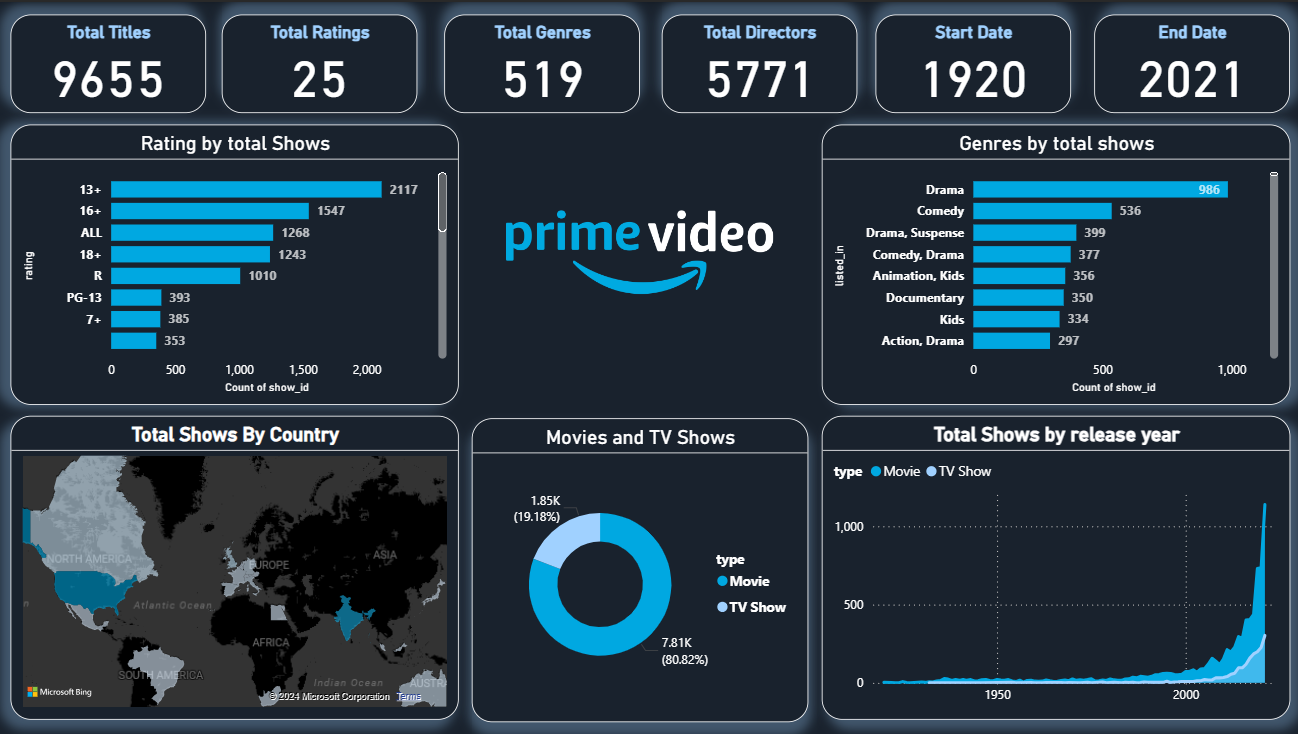 Total Titles
9655
Total Ratings
25
Total Genres
519
Total Directors
5771
Start Date
1920
End Date
2021
Rating by total Shows
rating
13+ 2117
16+ 1547
ALL 1268
18+ 1243
R 1010
PG-13 393
7+ 385
353
0 500 1,000 1,500 2,000
Count of show_id
prime video
Genres by total shows
listed_in
Drama 986
Comedy 536
Drama, Suspense 399
Comedy, Drama 377
Animation, Kids 356
Documentary 350
Kids 334
Action, Drama 297
0 500 1,000
Count of show_id
Total Shows By Country
NORTH AMERICA
EUROPE
ASIA
Atlantic Ocean
AFRICA
SOUTH AMERICA
Indian Ocean
AUSTRA
Microsoft Bing
© 2024 Microsoft Corporation Terms
Movies and TV Shows
1.85K
(19.18%)
7.81K
(80.82%)
type
Movie
TV Show
Total Shows by release year
type Movie TV Show
1,000
500
0
1950 2000